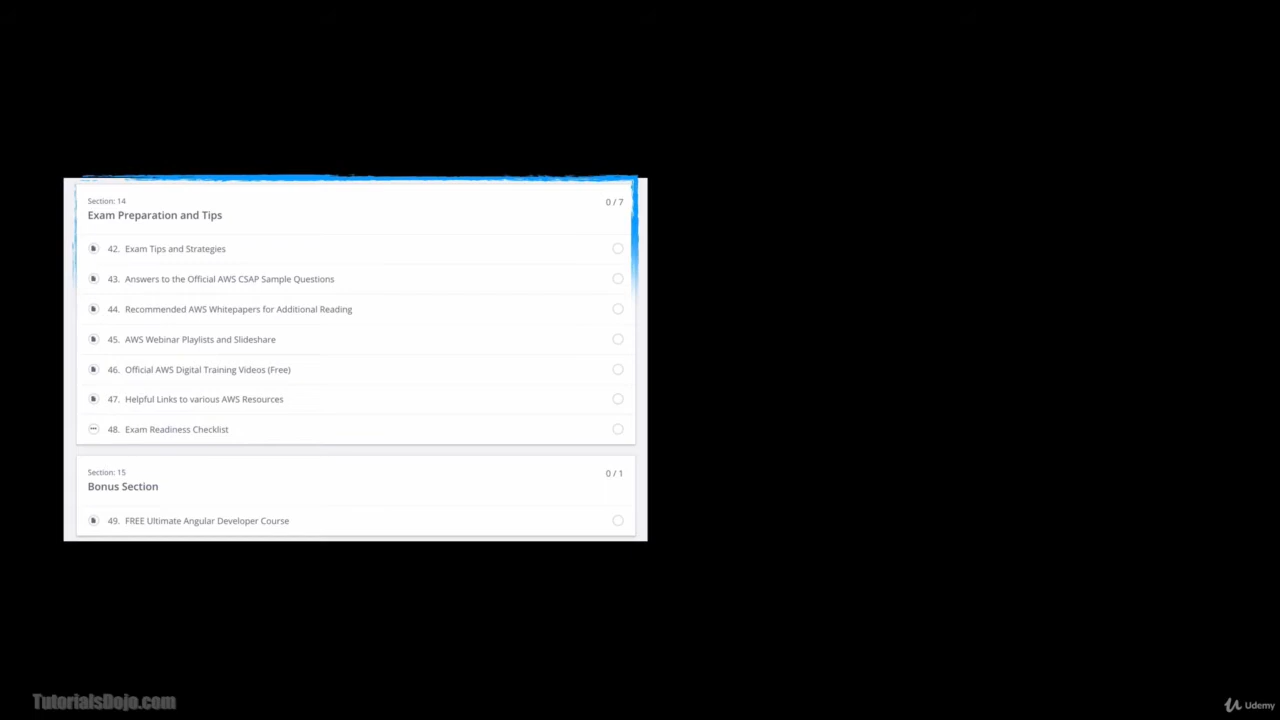 Section: 14
0 / 7
Exam Preparation and Tips
42. Exam Tips and Strategies
43. Answers to the Official AWS CSAP Sample Questions
44. Recommended AWS Whitepapers for Additional Reading
45. AWS Webinar Playlists and Slideshare
46. Official AWS Digital Training Videos (Free)
47. Helpful Links to various AWS Resources
48. Exam Readiness Checklist
Section: 15
0 / 1
Bonus Section
49. FREE Ultimate Angular Developer Course
TutorialsDojo.com
Udemy